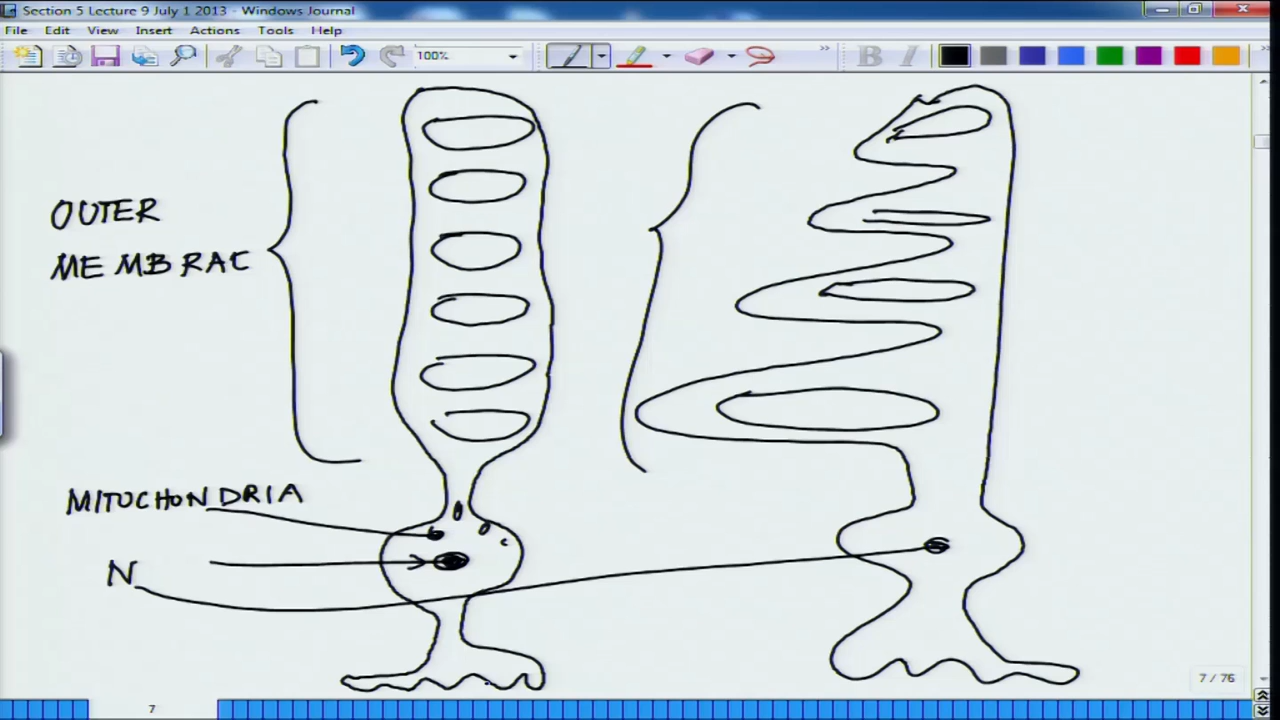 Section 5 Lecture 9 July 1 2013 - Windows Journal
File Edit View Insert Actions Tools Help
100%
B I
OUTER
MEMBRAC
MITOCHONDRIA
N
7 / 76
7